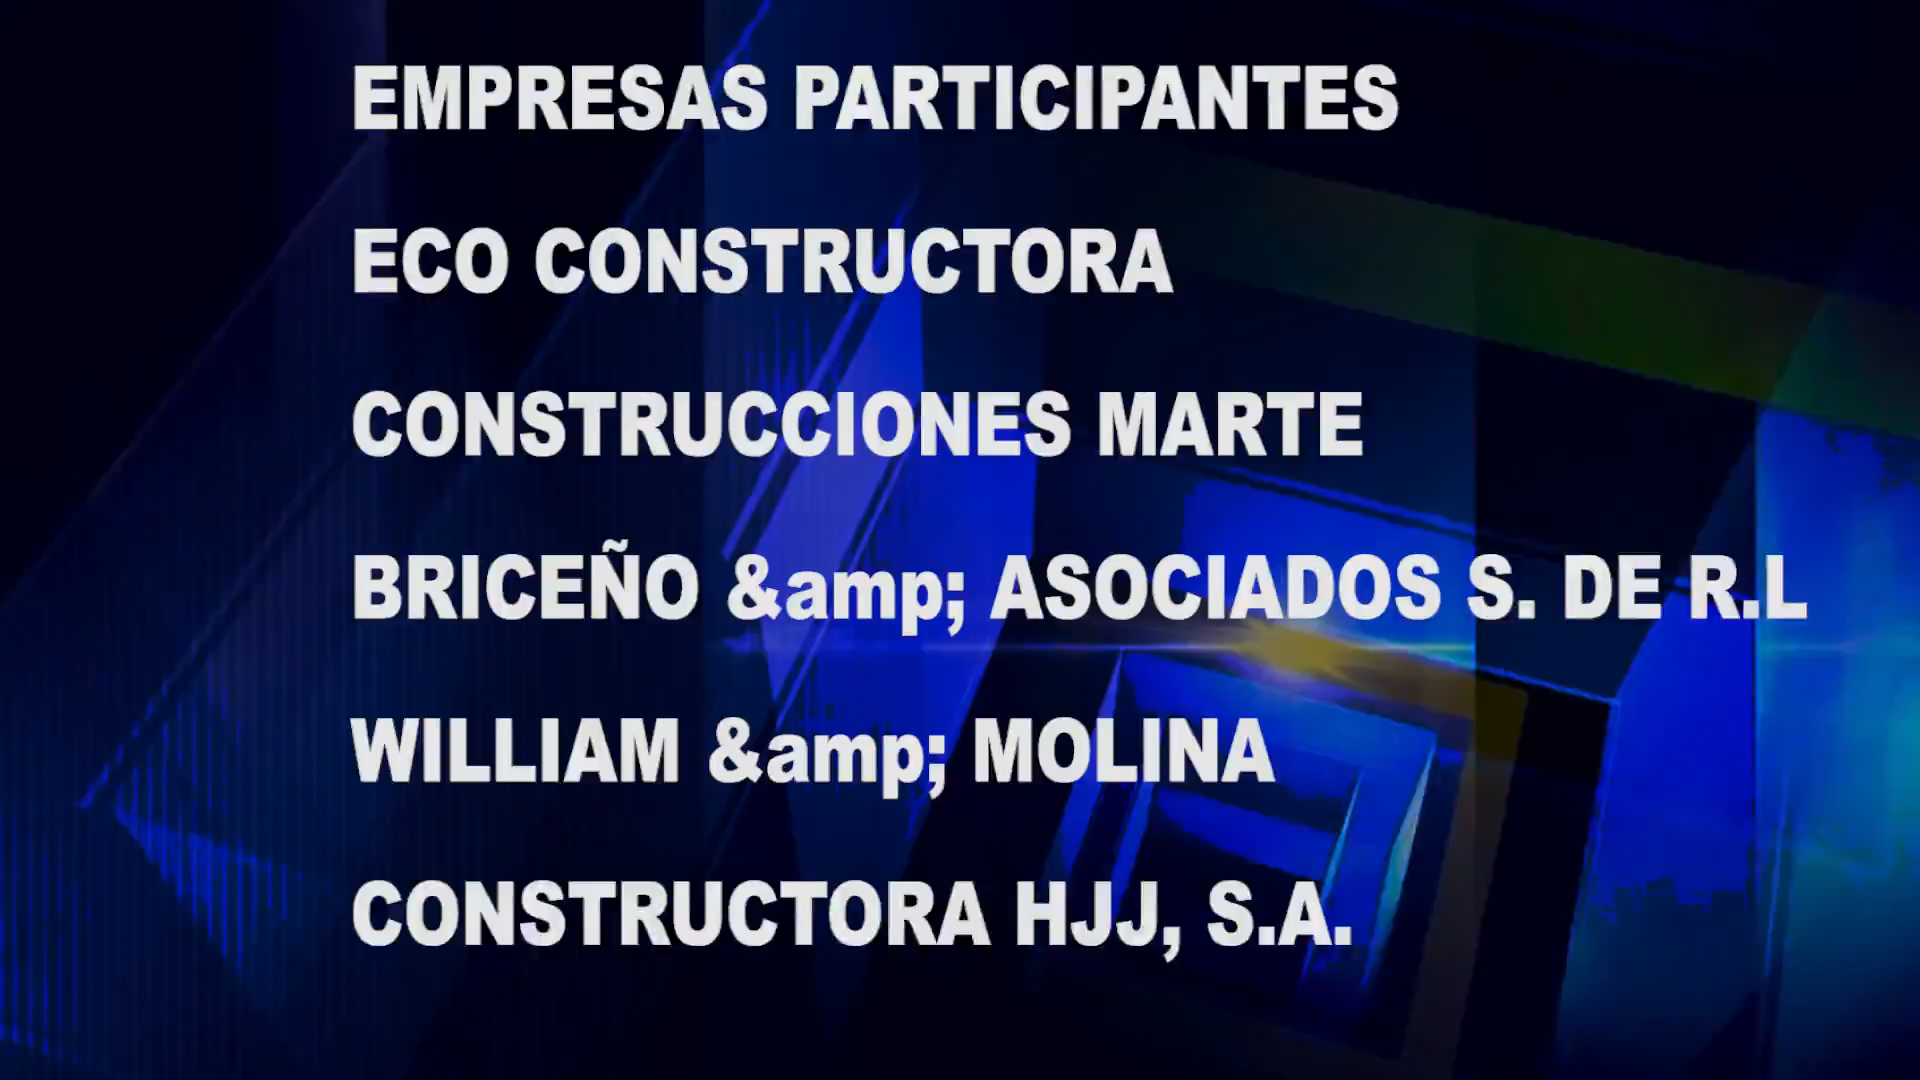 EMPRESAS PARTICIPANTES
ECO CONSTRUCTORA
CONSTRUCCIONES MARTE
BRICEÑO &amp; ASOCIADOS S. DE R.L
WILLIAM &amp; MOLINA
CONSTRUCTORA HJJ, S.A.